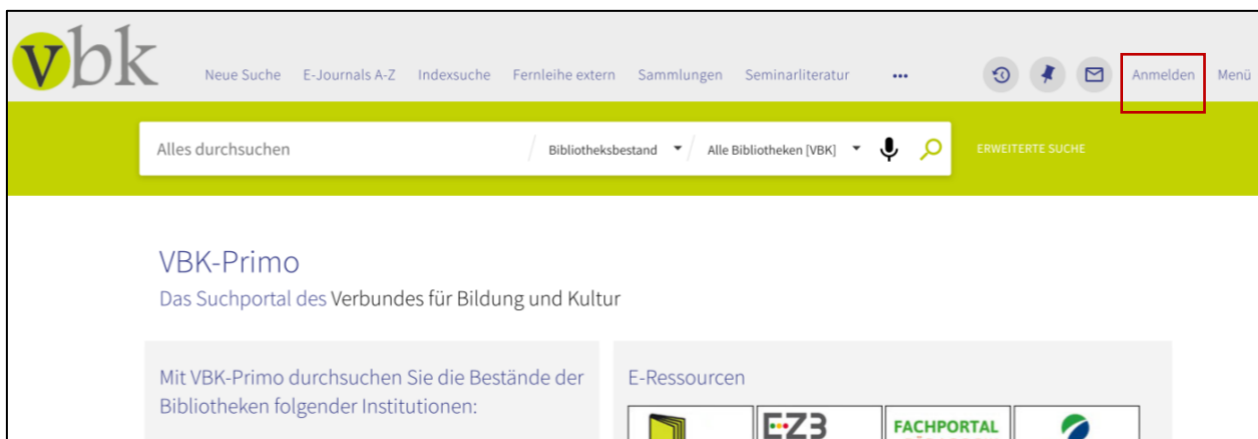 vbk
Neue Suche E-Journals A-Z Indexsuche Fernleihe extern Sammlungen Seminarliteratur ••• Anmelden Menü
Alles durchsuchen Bibliotheksbestand Alle Bibliotheken [VBK] ERWEITERTE SUCHE
VBK-Primo
Das Suchportal des Verbundes für Bildung und Kultur
Mit VBK-Primo durchsuchen Sie die Bestände der
Bibliotheken folgender Institutionen:
E-Ressourcen
EZ3
FACHPORTAL